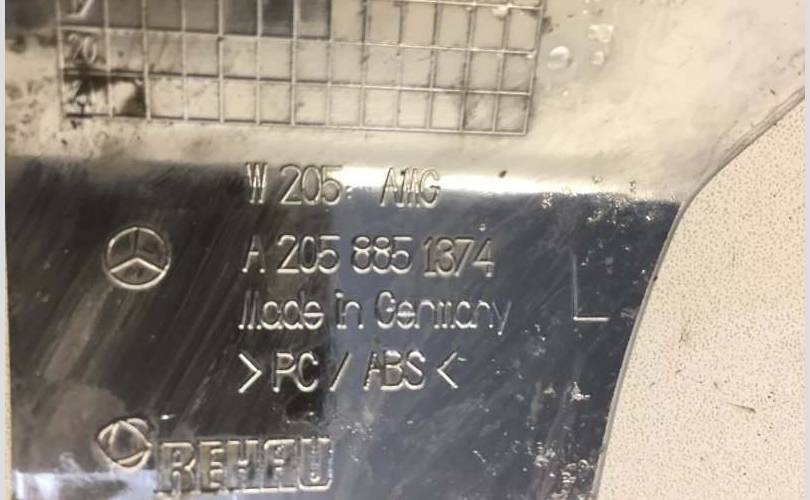 20
W 205 AMG
A 205 885 1374
Made in Germany
L
>PC / ABS<
REHAU